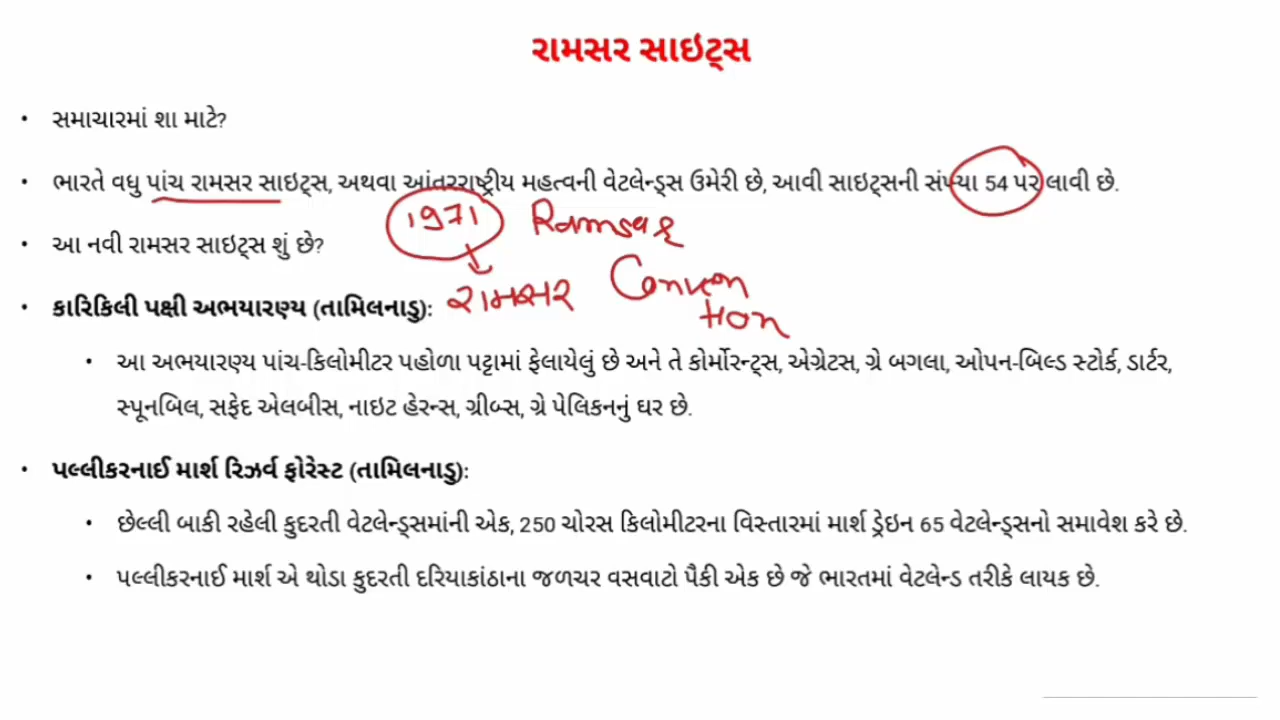 રામસર સાઇટ્સ
• સમાચારમાં શા માટે?
• ભારતે વધુ પાંચ રામસર સાઇટ્સ, અથવા આંતરરાષ્ટ્રીય મહત્વની વેટલેન્ડ્સ ઉમેરી છે, આવી સાઇટ્સની સંખ્યા 54 પર લાવી છે.
1971 Ramsar
• આ નવી રામસર સાઇટ્સ શું છે?
રામસર Conven
tion
• કારિકિલી પક્ષી અભયારણ્ય (તામિલનાડુ):
• આ અભયારણ્ય પાંચ-કિલોમીટર પહોળા પટ્ટામાં ફેલાયેલું છે અને તે કોર્મોરન્ટ્સ, એગ્રેટસ, ગ્રે બગલા, ઓપન-બિલ્ડ સ્ટોર્ક, ડાર્ટર,
સ્પૂનબિલ, સફેદ એલબીસ, નાઇટ હેરન્સ, ગ્રીબ્સ, ગ્રે પેલિકનનું ઘર છે.
• પલ્લીકરનાઈ માર્શ રિઝર્વ ફોરેસ્ટ (તામિલનાડુ):
• છેલ્લી બાકી રહેલી કુદરતી વેટલેન્ડ્સમાંની એક, 250 ચોરસ કિલોમીટરના વિસ્તારમાં માર્શ ડ્રેઇન 65 વેટલેન્ડ્સનો સમાવેશ કરે છે.
• પલ્લીકરનાઈ માર્શ એ થોડા કુદરતી દરિયાકાંઠાના જળચર વસવાટો પૈકી એક છે જે ભારતમાં વેટલેન્ડ તરીકે લાયક છે.